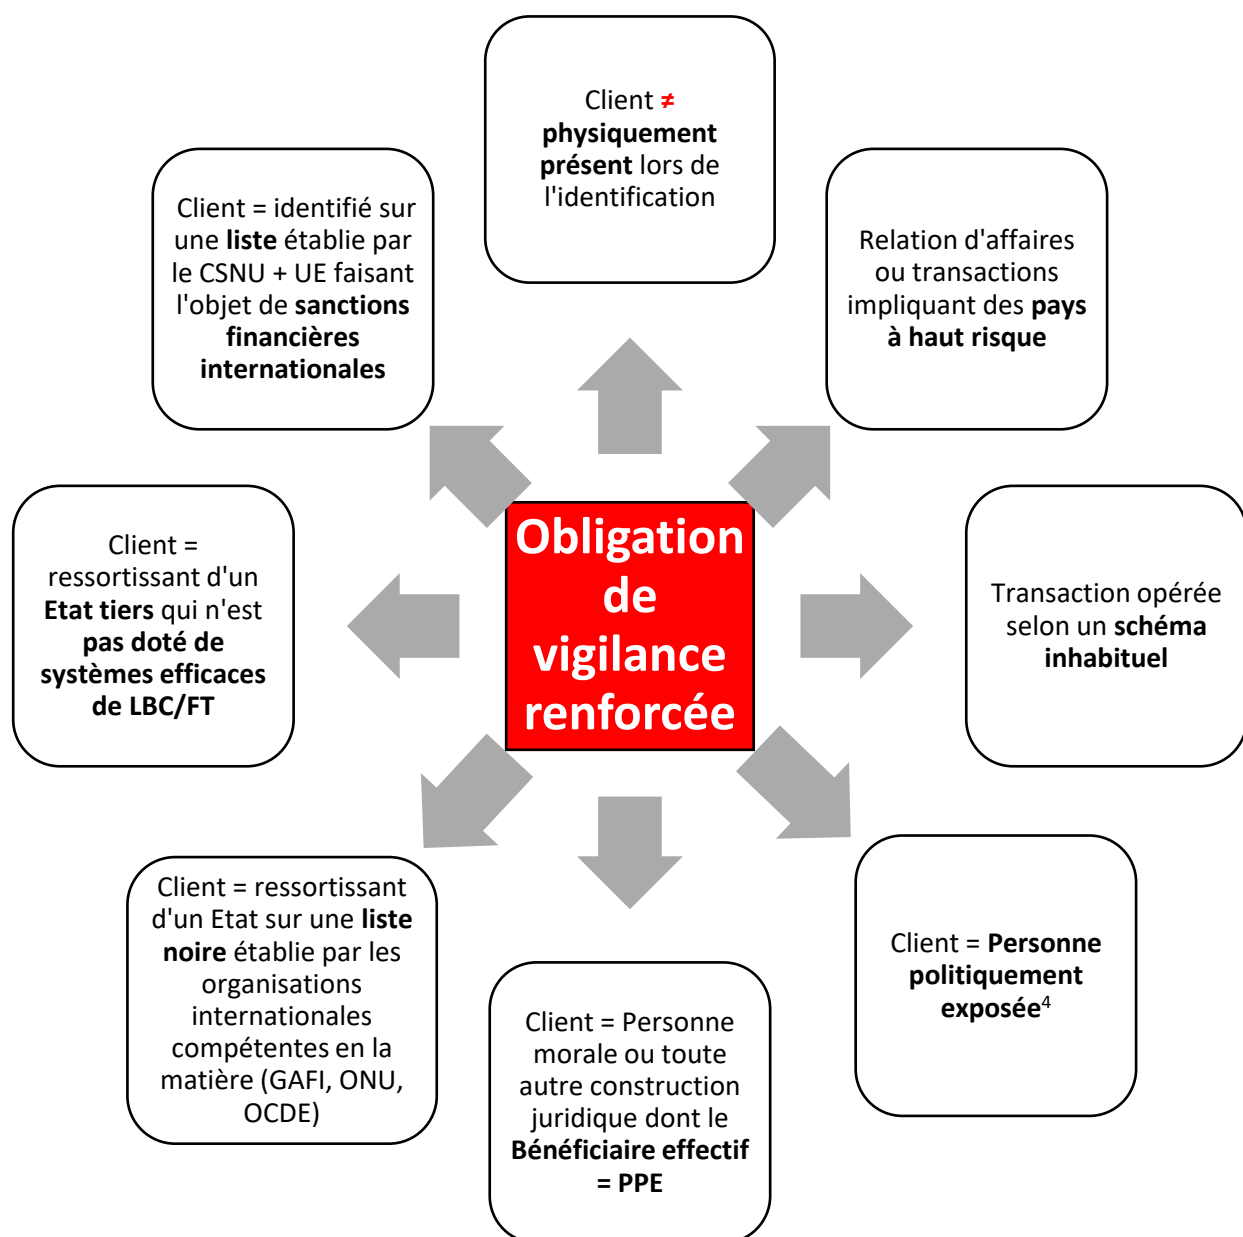 Client ≠
physiquement
présent lors de
l'identification
Client = identifié sur
une liste établie par
le CSNU + UE faisant
l'objet de sanctions
financières
internationales
Relation d'affaires
ou transactions
impliquant des pays
à haut risque
Client =
ressortissant d'un
Etat tiers qui n'est
pas doté de
systèmes efficaces
de LBC/FT
Obligation
de
vigilance
renforcée
Transaction opérée
selon un schéma
inhabituel
Client = ressortissant
d'un Etat sur une liste
noire établie par les
organisations
internationales
compétentes en la
matière (GAFI, ONU,
OCDE)
Client = Personne
morale ou toute
autre construction
juridique dont le
Bénéficiaire effectif
= PPE
Client = Personne
politiquement
exposée⁴